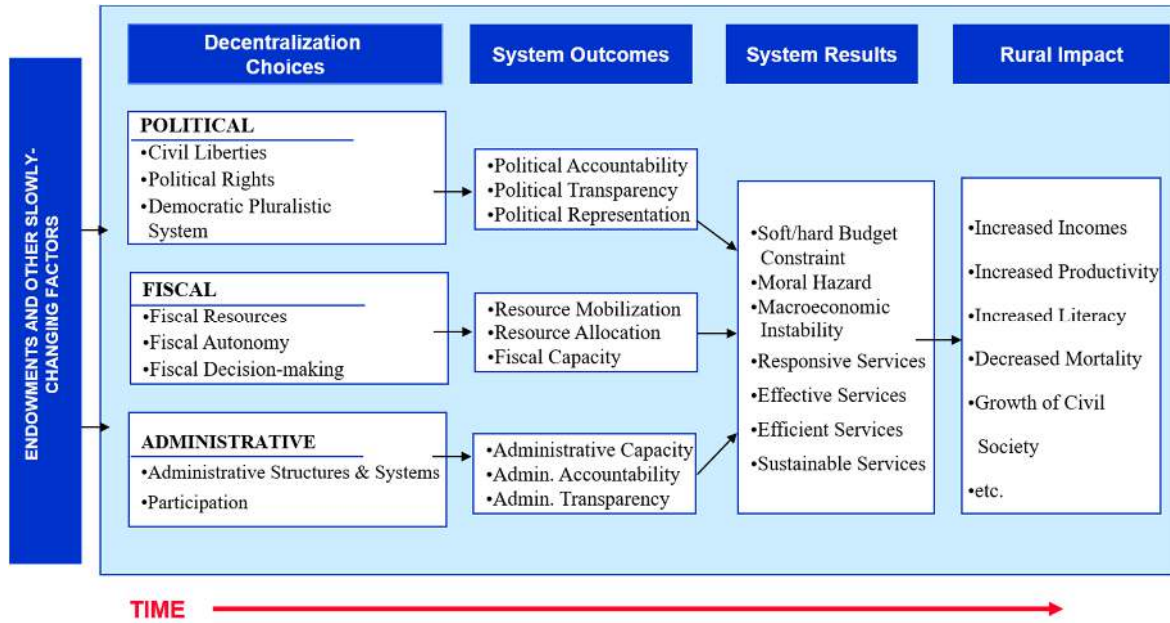 ENDOWMENTS AND OTHER SLOWLY-
CHANGING FACTORS
Decentralization
Choices
System Outcomes
System Results
Rural Impact
POLITICAL
•Civil Liberties
•Political Rights
•Democratic Pluralistic
System
FISCAL
•Fiscal Resources
•Fiscal Autonomy
•Fiscal Decision-making
ADMINISTRATIVE
•Administrative Structures & Systems
•Participation
•Political Accountability
•Political Transparency
•Political Representation
•Resource Mobilization
•Resource Allocation
•Fiscal Capacity
•Administrative Capacity
•Admin. Accountability
•Admin. Transparency
•Soft/hard Budget
Constraint
•Moral Hazard
•Macroeconomic
Instability
•Responsive Services
•Effective Services
•Efficient Services
•Sustainable Services
•Increased Incomes
•Increased Productivity
•Increased Literacy
•Decreased Mortality
•Growth of Civil
Society
•etc.
TIME